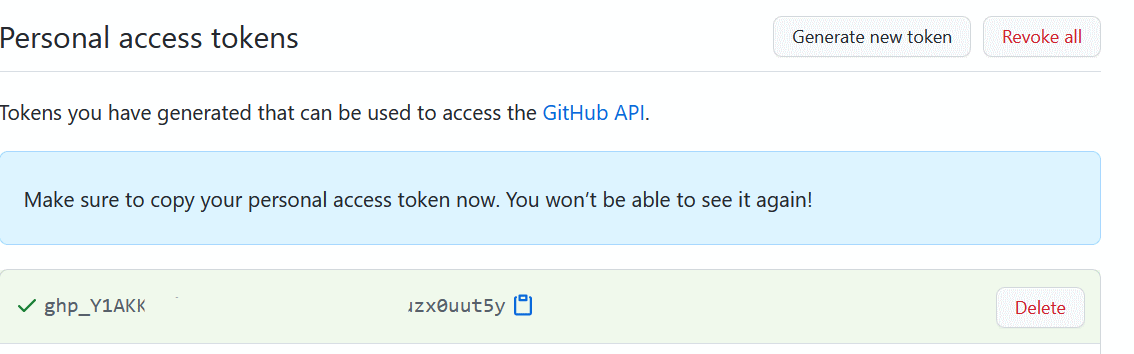 Personal access tokens
Generate new token
Revoke all
Tokens you have generated that can be used to access the GitHub API.
Make sure to copy your personal access token now. You won’t be able to see it again!
ghp_Y1AKK uzx0uut5y
Delete